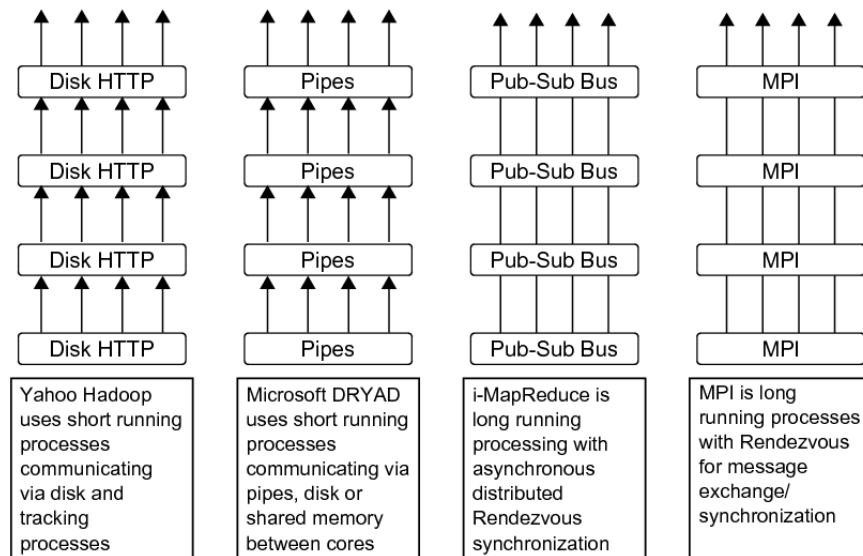 Disk HTTP
Disk HTTP
Disk HTTP
Disk HTTP
Yahoo Hadoop
uses short running
processes
communicating
via disk and
tracking
processes
Pipes
Pipes
Pipes
Pipes
Microsoft DRYAD
uses short running
processes
communicating via
pipes, disk or
shared memory
between cores
Pub-Sub Bus
Pub-Sub Bus
Pub-Sub Bus
Pub-Sub Bus
i-MapReduce is
long running
processing with
asynchronous
distributed
Rendezvous
synchronization
MPI
MPI
MPI
MPI
MPI is long
running processes
with Rendezvous
for message
exchange/
synchronization